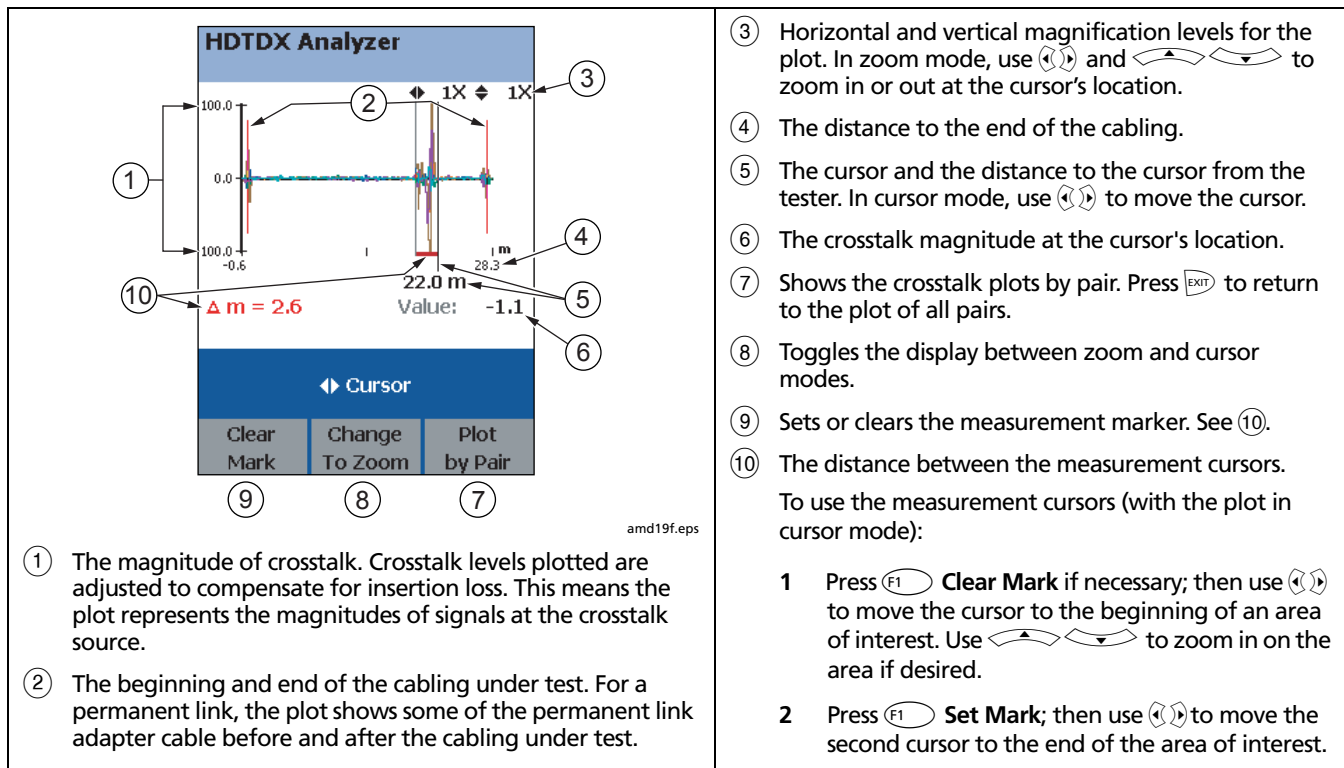 HDTDX Analyzer
1X 1X
3
100.0
2
1
0.0
100.0
m
4
-0.6
28.3
22.0 m
10
5
Δ m = 2.6 Value: -1.1
6
Cursor
Clear Mark
Change To Zoom
Plot by Pair
9 8 7
amd19f.eps
1 The magnitude of crosstalk. Crosstalk levels plotted are
adjusted to compensate for insertion loss. This means the
plot represents the magnitudes of signals at the crosstalk
source.
2 The beginning and end of the cabling under test. For a
permanent link, the plot shows some of the permanent link
adapter cable before and after the cabling under test.
3 Horizontal and vertical magnification levels for the
plot. In zoom mode, use and to
zoom in or out at the cursor's location.
4 The distance to the end of the cabling.
5 The cursor and the distance to the cursor from the
tester. In cursor mode, use to move the cursor.
6 The crosstalk magnitude at the cursor's location.
7 Shows the crosstalk plots by pair. Press EXIT to return
to the plot of all pairs.
8 Toggles the display between zoom and cursor
modes.
9 Sets or clears the measurement marker. See 10.
10 The distance between the measurement cursors.
To use the measurement cursors (with the plot in
cursor mode):
1 Press F1 Clear Mark if necessary; then use
to move the cursor to the beginning of an area
of interest. Use to zoom in on the
area if desired.
2 Press F1 Set Mark; then use to move the
second cursor to the end of the area of interest.